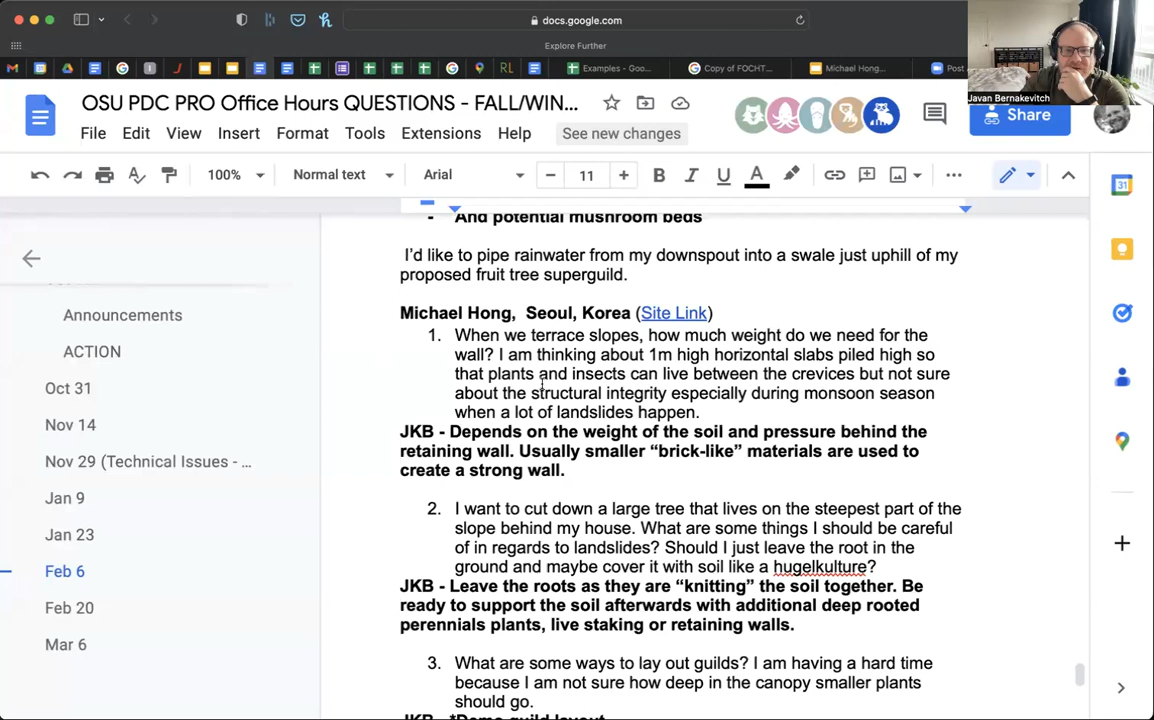 docs.google.com
Explore Further
RL
Examples - Goo...
Copy of FOCHT...
Michael Hong...
Post
Javan Bernakevitch
OSU PDC PRO Office Hours QUESTIONS - FALL/WIN...
File Edit View Insert Format Tools Extensions Help See new changes
Share
100% Normal text Arial 11 B I U A
- And potential mushroom beds
I'd like to pipe rainwater from my downspout into a swale just uphill of my
proposed fruit tree superguild.
Michael Hong, Seoul, Korea (Site Link)
1. When we terrace slopes, how much weight do we need for the
wall? I am thinking about 1m high horizontal slabs piled high so
that plants and insects can live between the crevices but not sure
about the structural integrity especially during monsoon season
when a lot of landslides happen.
JKB - Depends on the weight of the soil and pressure behind the
retaining wall. Usually smaller “brick-like” materials are used to
create a strong wall.
2. I want to cut down a large tree that lives on the steepest part of the
slope behind my house. What are some things I should be careful
of in regards to landslides? Should I just leave the root in the
ground and maybe cover it with soil like a hugelkulture?
JKB - Leave the roots as they are “knitting” the soil together. Be
ready to support the soil afterwards with additional deep rooted
perennials plants, live staking or retaining walls.
3. What are some ways to lay out guilds? I am having a hard time
because I am not sure how deep in the canopy smaller plants
should go.
JKB - *Demo guild layout
Announcements
ACTION
Oct 31
Nov 14
Nov 29 (Technical Issues - ...
Jan 9
Jan 23
Feb 6
Feb 20
Mar 6
31